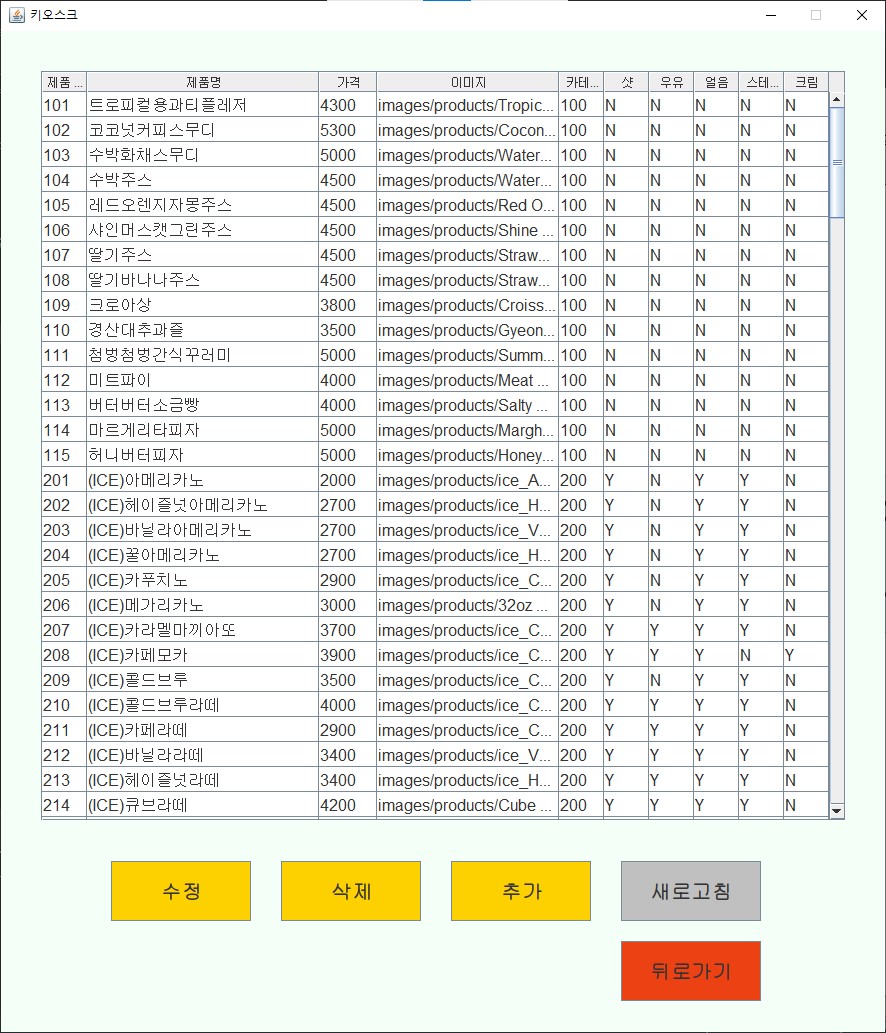 키오스크
제품 ... 제품명 가격 이미지 카테... 샷 우유 얼음 스테... 크림
101 트로피컬용과티플레저 4300 images/products/Tropic... 100 N N N N N
102 코코넛커피스무디 5300 images/products/Cocon... 100 N N N N N
103 수박화채스무디 5000 images/products/Water... 100 N N N N N
104 수박주스 4500 images/products/Water... 100 N N N N N
105 레드오렌지자몽주스 4500 images/products/Red O... 100 N N N N N
106 샤인머스캣그린주스 4500 images/products/Shine ... 100 N N N N N
107 딸기주스 4500 images/products/Straw... 100 N N N N N
108 딸기바나나주스 4500 images/products/Straw... 100 N N N N N
109 크로아상 3800 images/products/Croiss... 100 N N N N N
110 경산대추과즐 3500 images/products/Gyeon... 100 N N N N N
111 첨벙첨벙간식꾸러미 5000 images/products/Summ... 100 N N N N N
112 미트파이 4000 images/products/Meat ... 100 N N N N N
113 버터버터소금빵 4000 images/products/Salty ... 100 N N N N N
114 마르게리타피자 5000 images/products/Margh... 100 N N N N N
115 허니버터피자 5000 images/products/Honey... 100 N N N N N
201 (ICE)아메리카노 2000 images/products/ice_A... 200 Y N Y Y N
202 (ICE)헤이즐넛아메리카노 2700 images/products/ice_H... 200 Y N Y Y N
203 (ICE)바닐라아메리카노 2700 images/products/ice_V... 200 Y N Y Y N
204 (ICE)꿀아메리카노 2700 images/products/ice_H... 200 Y N Y Y N
205 (ICE)카푸치노 2900 images/products/ice_C... 200 Y N Y Y N
206 (ICE)메가리카노 3000 images/products/32oz ... 200 Y N Y Y N
207 (ICE)카라멜마끼아또 3700 images/products/ice_C... 200 Y Y Y Y N
208 (ICE)카페모카 3900 images/products/ice_C... 200 Y Y Y N Y
209 (ICE)콜드브루 3500 images/products/ice_C... 200 Y N Y Y N
210 (ICE)콜드브루라떼 4000 images/products/ice_C... 200 Y Y Y Y N
211 (ICE)카페라떼 2900 images/products/ice_C... 200 Y Y Y Y N
212 (ICE)바닐라라떼 3400 images/products/ice_V... 200 Y Y Y Y N
213 (ICE)헤이즐넛라떼 3400 images/products/ice_H... 200 Y Y Y Y N
214 (ICE)큐브라떼 4200 images/products/Cube ... 200 Y Y Y Y N
수정 삭제 추가 새로고침
뒤로가기